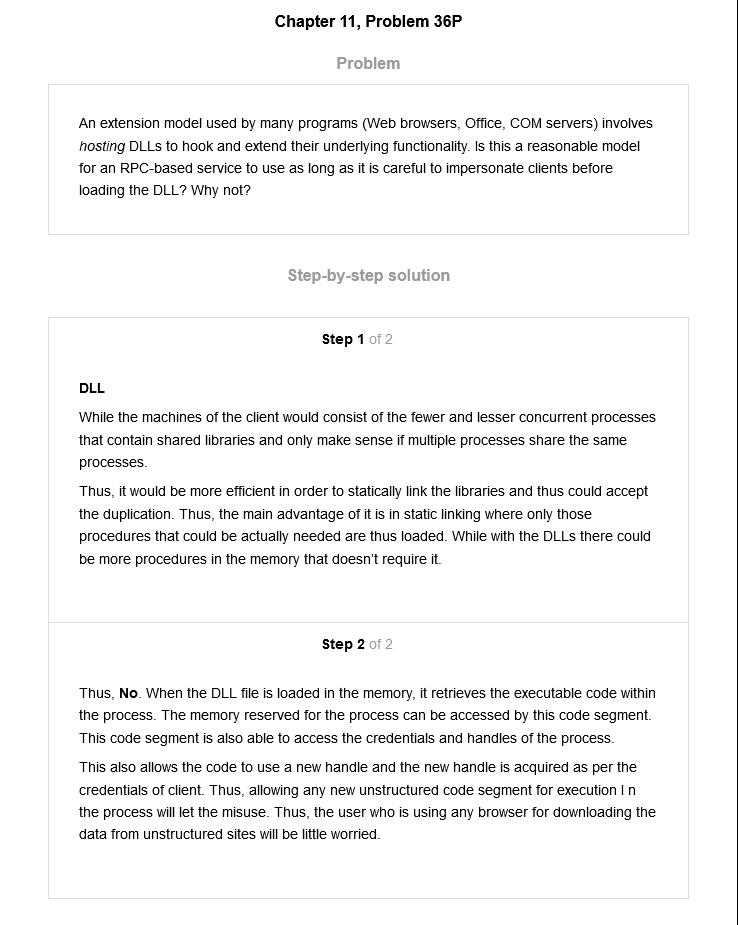 Chapter 11, Problem 36P
Problem
An extension model used by many programs (Web browsers, Office, COM servers) involves
hosting DLLs to hook and extend their underlying functionality. Is this a reasonable model
for an RPC-based service to use as long as it is careful to impersonate clients before
loading the DLL? Why not?
Step-by-step solution
Step 1 of 2
DLL
While the machines of the client would consist of the fewer and lesser concurrent processes
that contain shared libraries and only make sense if multiple processes share the same
processes.
Thus, it would be more efficient in order to statically link the libraries and thus could accept
the duplication. Thus, the main advantage of it is in static linking where only those
procedures that could be actually needed are thus loaded. While with the DLLs there could
be more procedures in the memory that doesn't require it.
Step 2 of 2
Thus, No. When the DLL file is loaded in the memory, it retrieves the executable code within
the process. The memory reserved for the process can be accessed by this code segment.
This code segment is also able to access the credentials and handles of the process.
This also allows the code to use a new handle and the new handle is acquired as per the
credentials of client. Thus, allowing any new unstructured code segment for execution I n
the process will let the misuse. Thus, the user who is using any browser for downloading the
data from unstructured sites will be little worried.